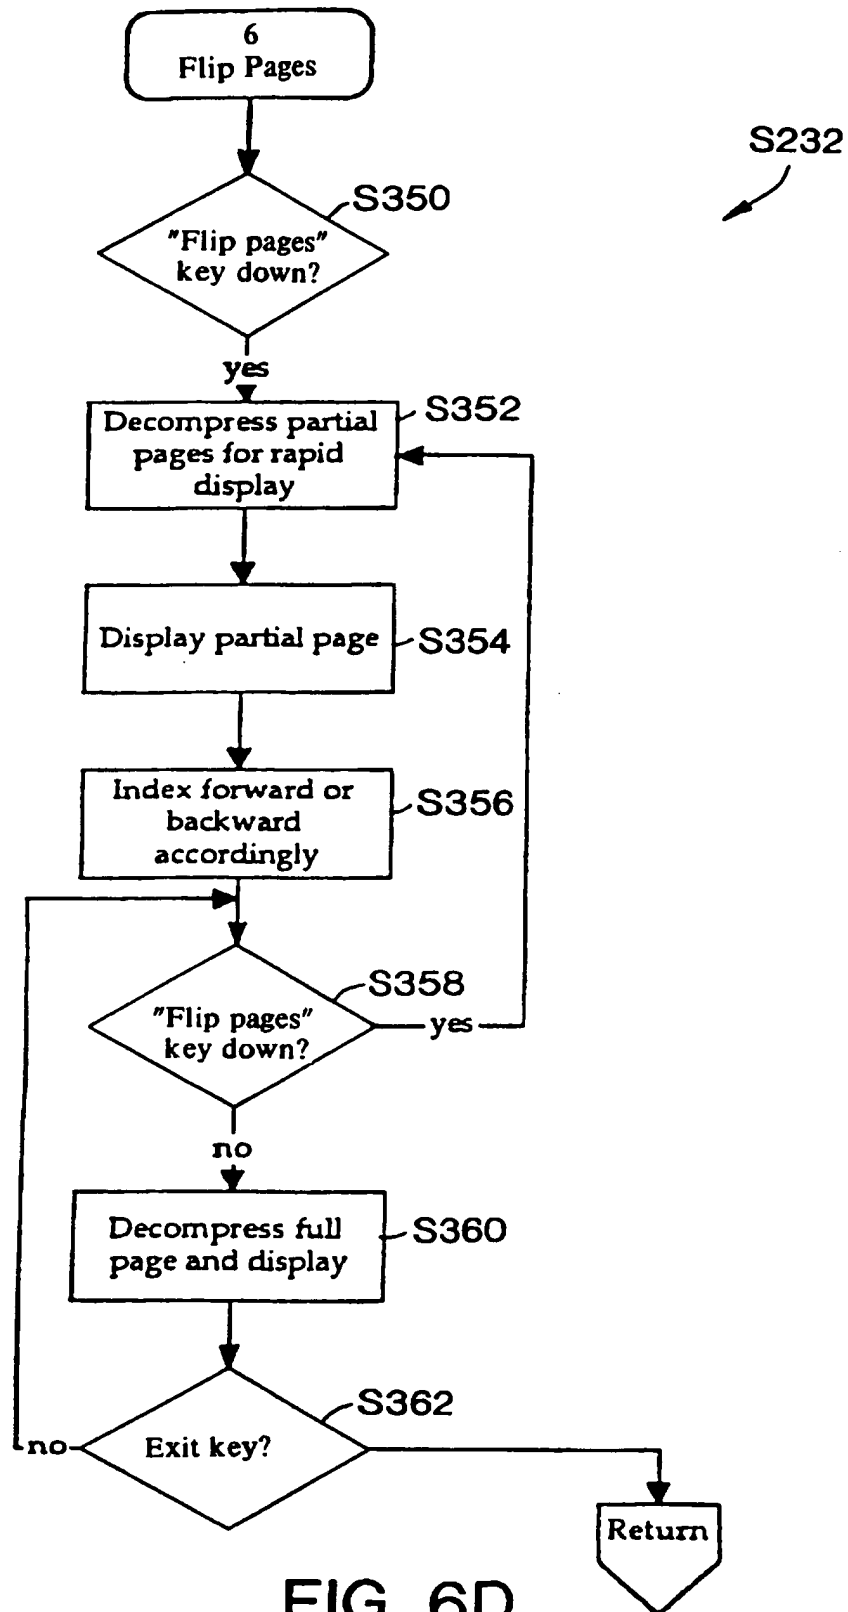 6
Flip Pages
S232
S350
"Flip pages"
key down?
yes
S352
Decompress partial
pages for rapid
display
Display partial page
S354
Index forward or
backward
accordingly
S356
S358
"Flip pages"
key down?
yes
no
Decompress full
page and display
S360
S362
Exit key?
no
Return
FIG. 6D